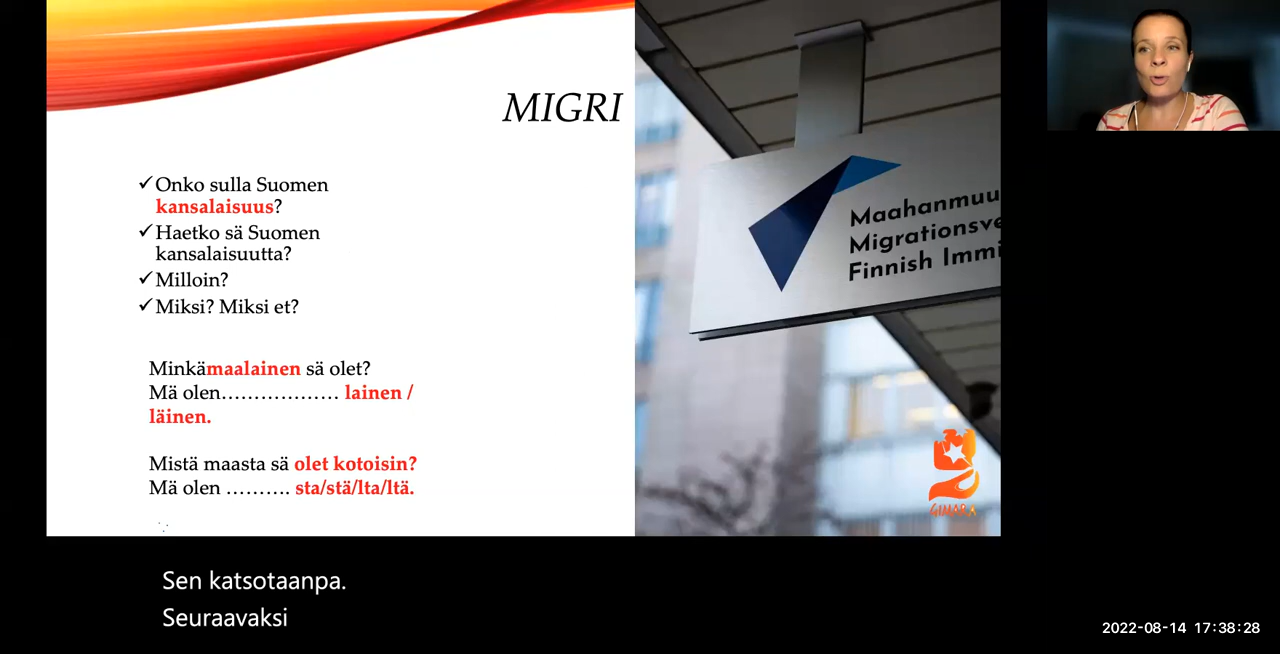 MIGRI
✓Onko sulla Suomen
kansalaisuus?
✓Haetko sä Suomen
kansalaisuutta?
✓Milloin?
✓Miksi? Miksi et?
Minkämaalainen sä olet?
Mä olen……………… lainen /
läinen.
Mistä maasta sä olet kotoisin?
Mä olen ………. sta/stä/lta/ltä.
Maahanmuu
Migrationsve
Finnish Immi
GINARA
Sen katsotaanpa.
Seuraavaksi
2022-08-14 17:38:28